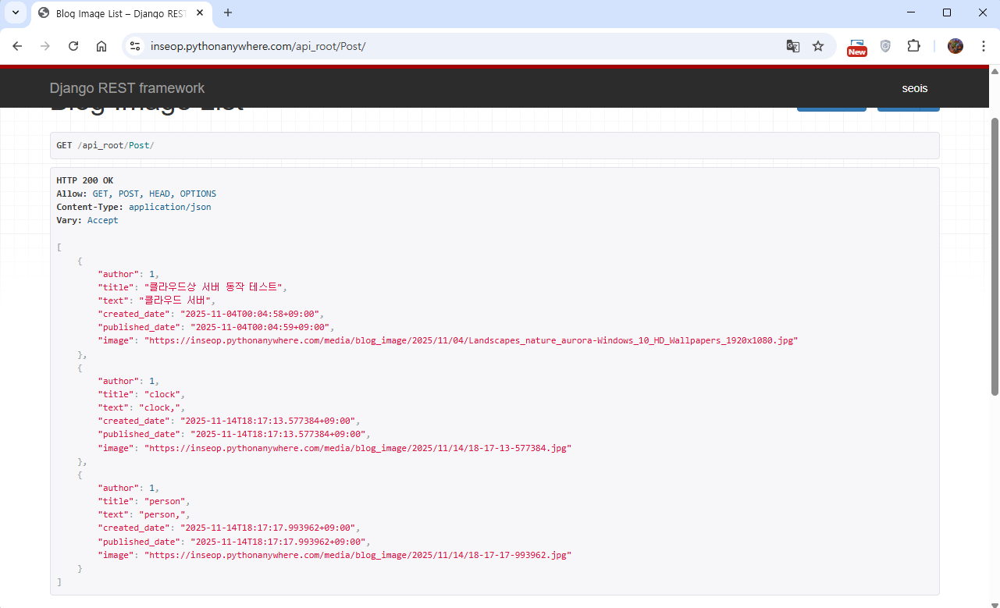 Blog Image List – Django REST
inseop.pythonanywhere.com/api_root/Post/
New
Django REST framework
seois
Blog Image List
GET /api_root/Post/
HTTP 200 OK
Allow: GET, POST, HEAD, OPTIONS
Content-Type: application/json
Vary: Accept
[
    {
        "author": 1,
        "title": "클라우드상 서버 동작 테스트",
        "text": "클라우드 서버",
        "created_date": "2025-11-04T00:04:58+09:00",
        "published_date": "2025-11-04T00:04:59+09:00",
        "image": "https://inseop.pythonanywhere.com/media/blog_image/2025/11/04/Landscapes_nature_aurora-Windows_10_HD_Wallpapers_1920x1080.jpg"
    },
    {
        "author": 1,
        "title": "clock",
        "text": "clock,",
        "created_date": "2025-11-14T18:17:13.577384+09:00",
        "published_date": "2025-11-14T18:17:13.577384+09:00",
        "image": "https://inseop.pythonanywhere.com/media/blog_image/2025/11/14/18-17-13-577384.jpg"
    },
    {
        "author": 1,
        "title": "person",
        "text": "person,",
        "created_date": "2025-11-14T18:17:17.993962+09:00",
        "published_date": "2025-11-14T18:17:17.993962+09:00",
        "image": "https://inseop.pythonanywhere.com/media/blog_image/2025/11/14/18-17-17-993962.jpg"
    }
]